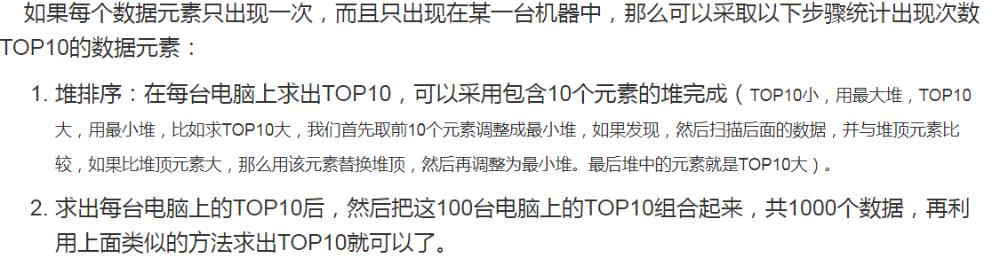 如果每个数据元素只出现一次，而且只出现在某一台机器中，那么可以采取以下步骤统计出现次数
TOP10的数据元素：
1. 堆排序：在每台电脑上求出TOP10，可以采用包含10个元素的堆完成（TOP10小，用最大堆，TOP10
大，用最小堆，比如求TOP10大，我们首先取前10个元素调整成最小堆，如果发现，然后扫描后面的数据，并与堆顶元素比
较，如果比堆顶元素大，那么用该元素替换堆顶，然后再调整为最小堆。最后堆中的元素就是TOP10大）。
2. 求出每台电脑上的TOP10后，然后把这100台电脑上的TOP10组合起来，共1000个数据，再利
用上面类似的方法求出TOP10就可以了。